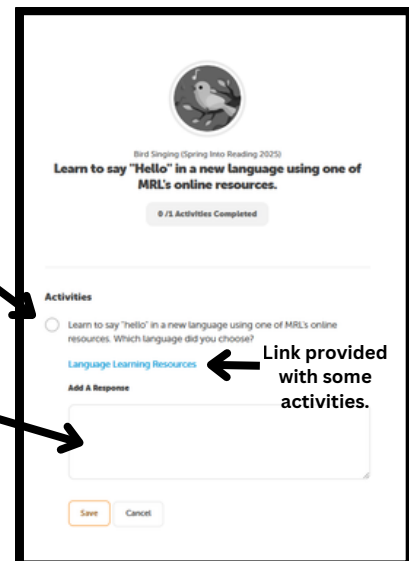 Bird Singing (Spring Into Reading 2025)
Learn to say "Hello" in a new language using one of
MRL's online resources.
0 /1 Activities Completed
Activities
Learn to say "hello" in a new language using one of MRL's online
resources. Which language did you choose?
Language Learning Resources
Link provided
with some
activities.
Add A Response
Save
Cancel